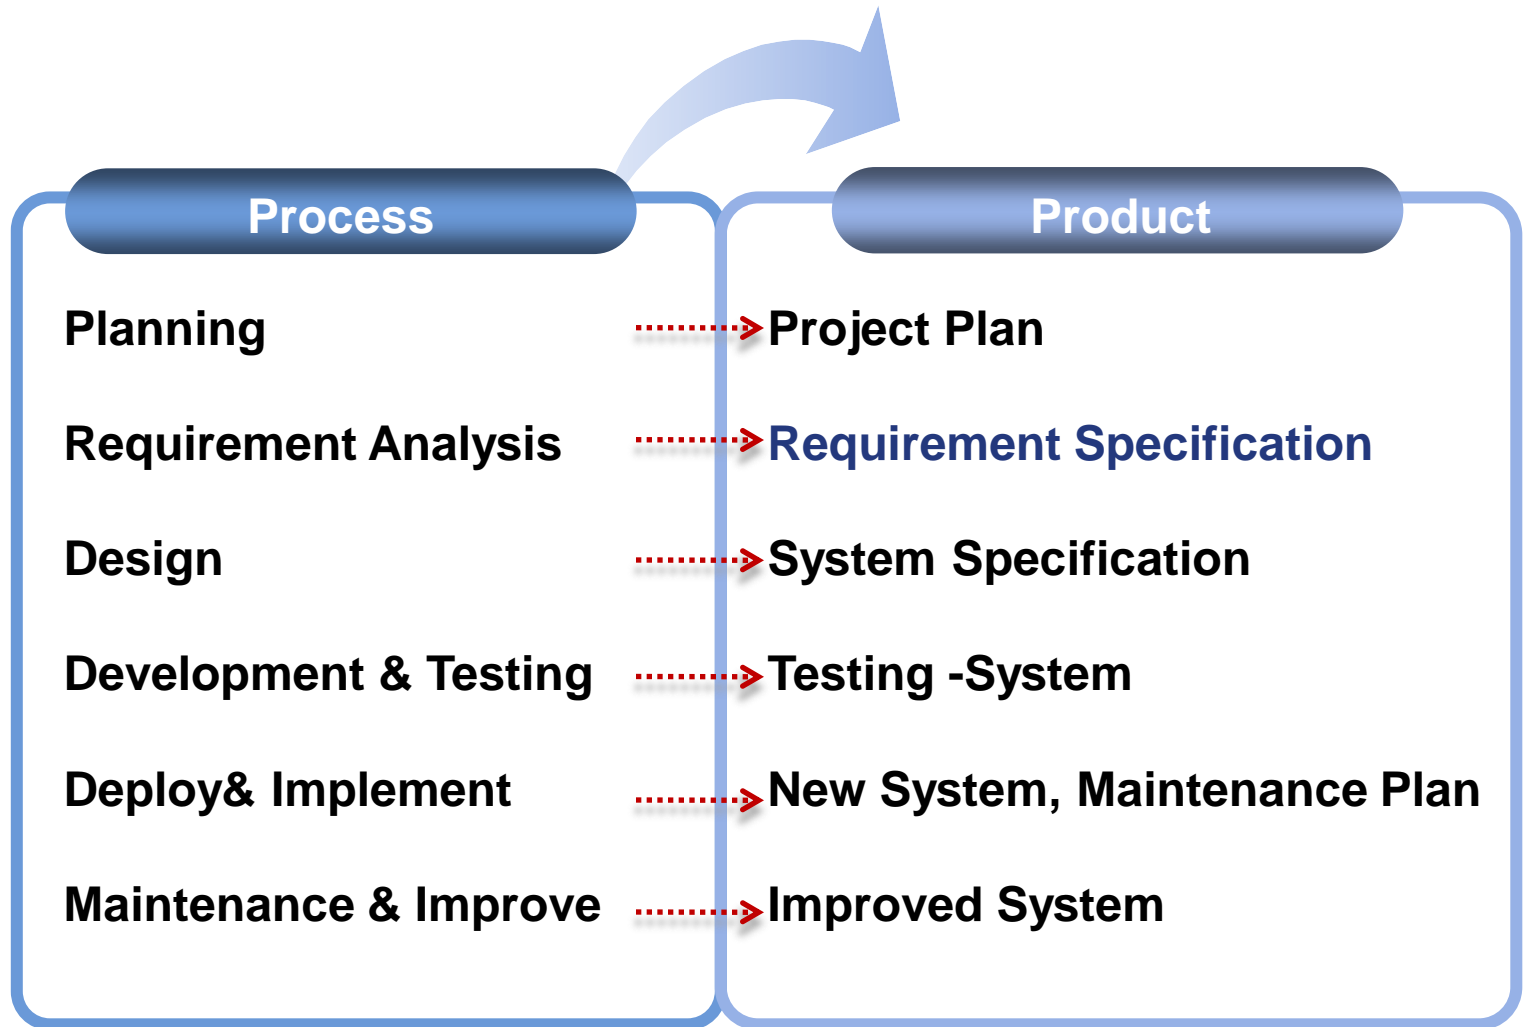 Process
Product
Planning
Project Plan
Requirement Analysis
Requirement Specification
Design
System Specification
Development & Testing
Testing -System
Deploy& Implement
New System, Maintenance Plan
Maintenance & Improve
Improved System